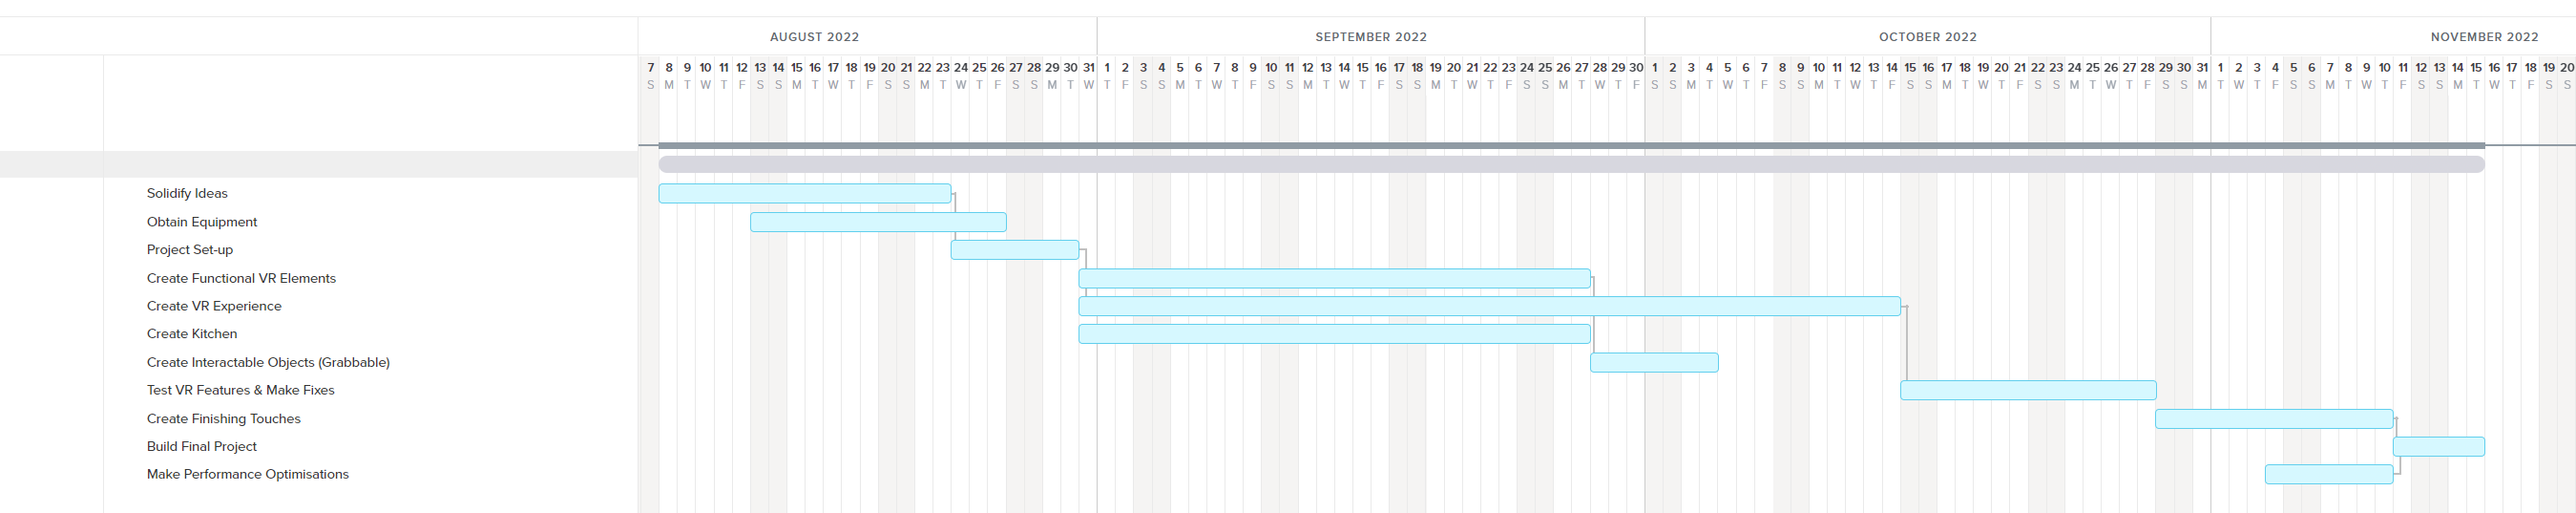 AUGUST 2022 SEPTEMBER 2022 OCTOBER 2022 NOVEMBER 2022
7 8 9 10 11 12 13 14 15 16 17 18 19 20 21 22 23 24 25 26 27 28 29 30 31 1 2 3 4 5 6 7 8 9 10 11 12 13 14 15 16 17 18 19 20 21 22 23 24 25 26 27 28 29 30 1 2 3 4 5 6 7 8 9 10 11 12 13 14 15 16 17 18 19 20 21 22 23 24 25 26 27 28 29 30 31 1 2 3 4 5 6 7 8 9 10 11 12 13 14 15 16 17 18 19 20
S M T W T F S S M T W T F S S M T W T F S S M T W T F S S M T W T F S S M T W T F S S M T W T F S S M T W T F S S M T W T F S S M T W T F S S M T W T F S S M T W T F S S M T W T F S S M T W T F S S M T W T F S S
Solidify Ideas
Obtain Equipment
Project Set-up
Create Functional VR Elements
Create VR Experience
Create Kitchen
Create Interactable Objects (Grabbable)
Test VR Features & Make Fixes
Create Finishing Touches
Build Final Project
Make Performance Optimisations